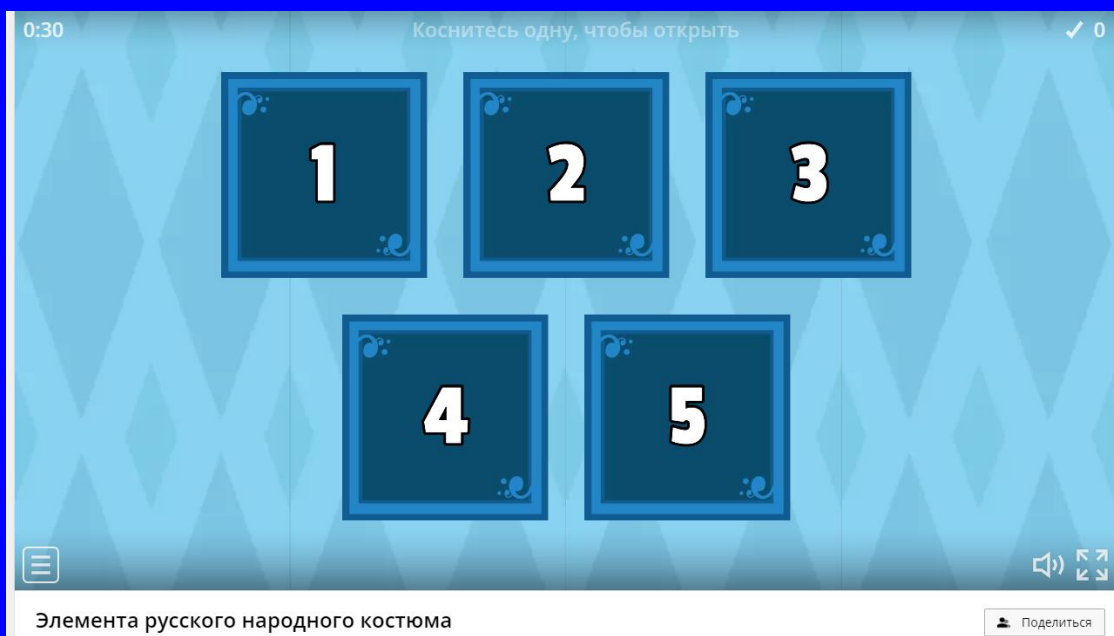 0:30 Коснитесь одну, чтобы открыть 0
1 2 3
4 5
Элемента русского народного костюма Поделиться